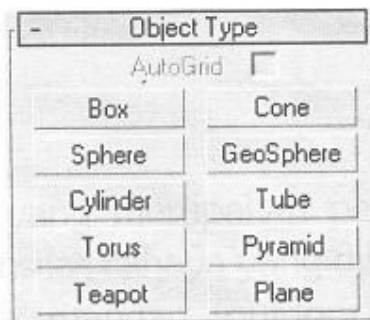 - Object Type
AutoGrid
Box Cone
Sphere GeoSphere
Cylinder Tube
Torus Pyramid
Teapot Plane